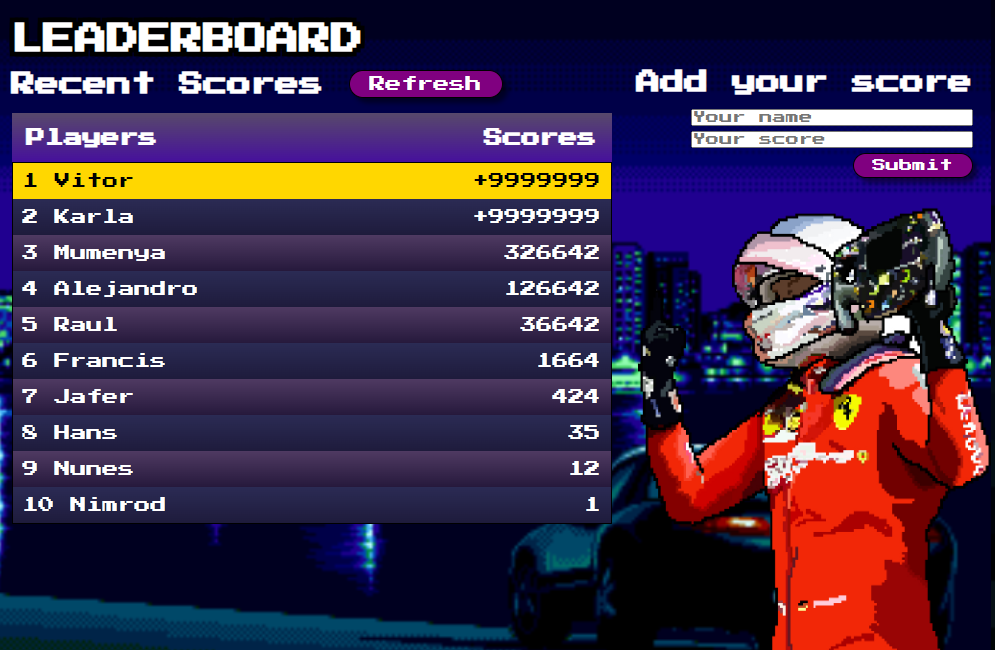 LEADERBOARD
Recent Scores
Refresh
Players Scores
1 Vitor +9999999
2 Karla +9999999
3 Mumenya 326642
4 Alejandro 126642
5 Raul 36642
6 Francis 1664
7 Jafer 424
8 Hans 35
9 Nunes 12
10 Nimrod 1
Add your score
Your name
Your score
Submit
Lenovo